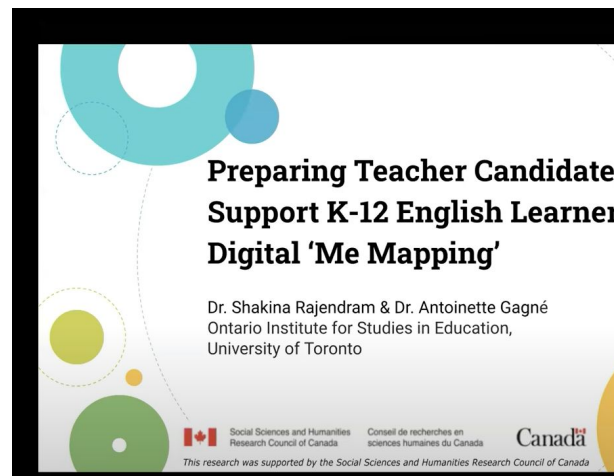 Preparing Teacher Candidate
Support K-12 English Learner
Digital ‘Me Mapping’
Dr. Shakina Rajendram & Dr. Antoinette Gagné
Ontario Institute for Studies in Education,
University of Toronto
Social Sciences and Humanities
Research Council of Canada
Conseil de recherches en
sciences humaines du Canada
Canada
This research was supported by the Social Sciences and Humanities Research Council of Canada